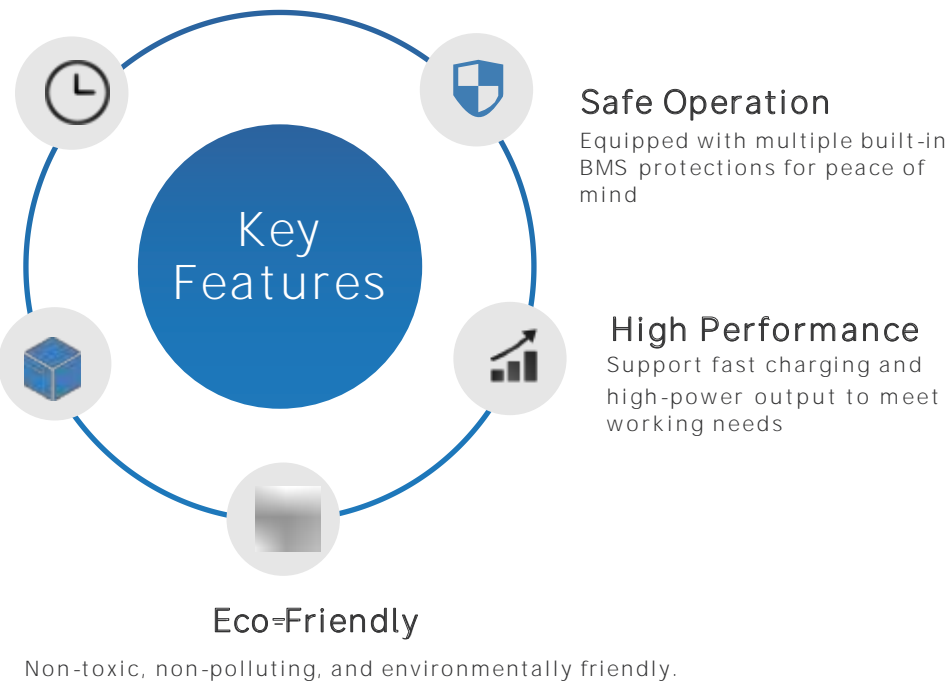 Key
Features
Safe Operation
Equipped with multiple built-in
BMS protections for peace of
mind
High Performance
Support fast charging and
high-power output to meet
working needs
Eco-Friendly
Non-toxic, non-polluting, and environmentally friendly.